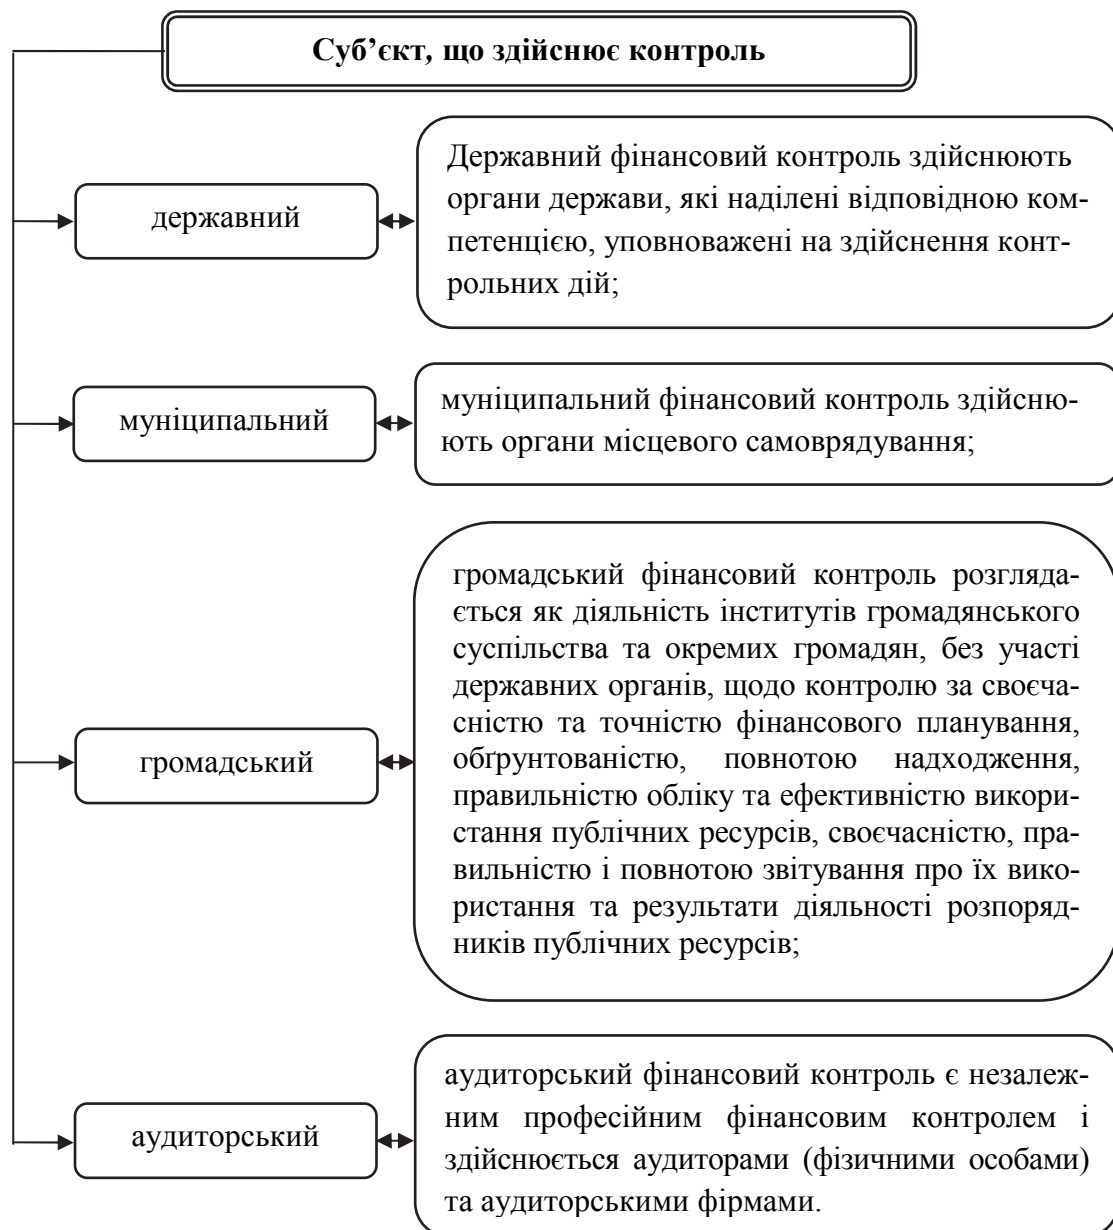 Суб’єкт, що здійснює контроль
державний
Державний фінансовий контроль здійснюють
органи держави, які наділені відповідною ком-
петенцією, уповноважені на здійснення конт-
рольних дій;
муніципальний
муніципальний фінансовий контроль здійсню-
ють органи місцевого самоврядування;
громадський
громадський фінансовий контроль розгляда-
ється як діяльність інститутів громадянського
суспільства та окремих громадян, без участі
державних органів, щодо контролю за своєча-
сністю та точністю фінансового планування,
обґрунтованістю, повнотою надходження,
правильністю обліку та ефективністю викори-
стання публічних ресурсів, своєчасністю, пра-
вильністю і повнотою звітування про їх вико-
ристання та результати діяльності розпоряд-
ників публічних ресурсів;
аудиторський
аудиторський фінансовий контроль є незалеж-
ним професійним фінансовим контролем і
здійснюється аудиторами (фізичними особами)
та аудиторськими фірмами.